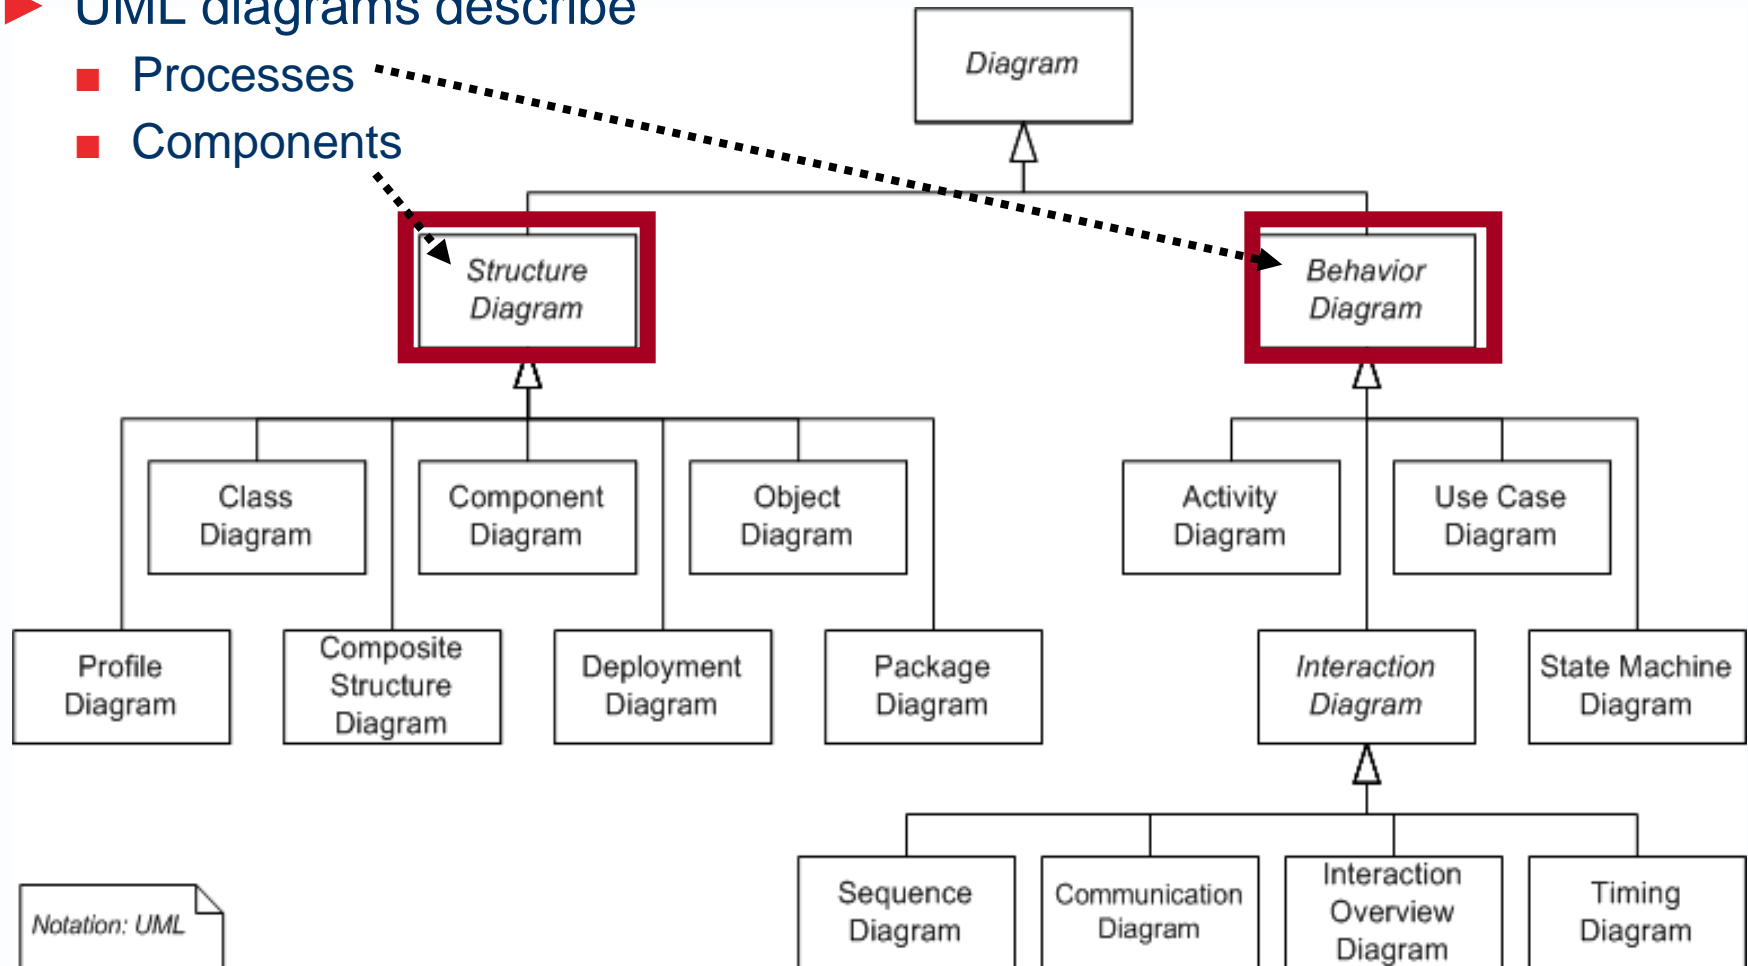 UML diagrams describe
Processes
Components
Diagram
Structure
Diagram
Behavior
Diagram
Class
Diagram
Component
Diagram
Object
Diagram
Activity
Diagram
Use Case
Diagram
Profile
Diagram
Composite
Structure
Diagram
Deployment
Diagram
Package
Diagram
Interaction
Diagram
State Machine
Diagram
Sequence
Diagram
Communication
Diagram
Interaction
Overview
Diagram
Timing
Diagram
Notation: UML